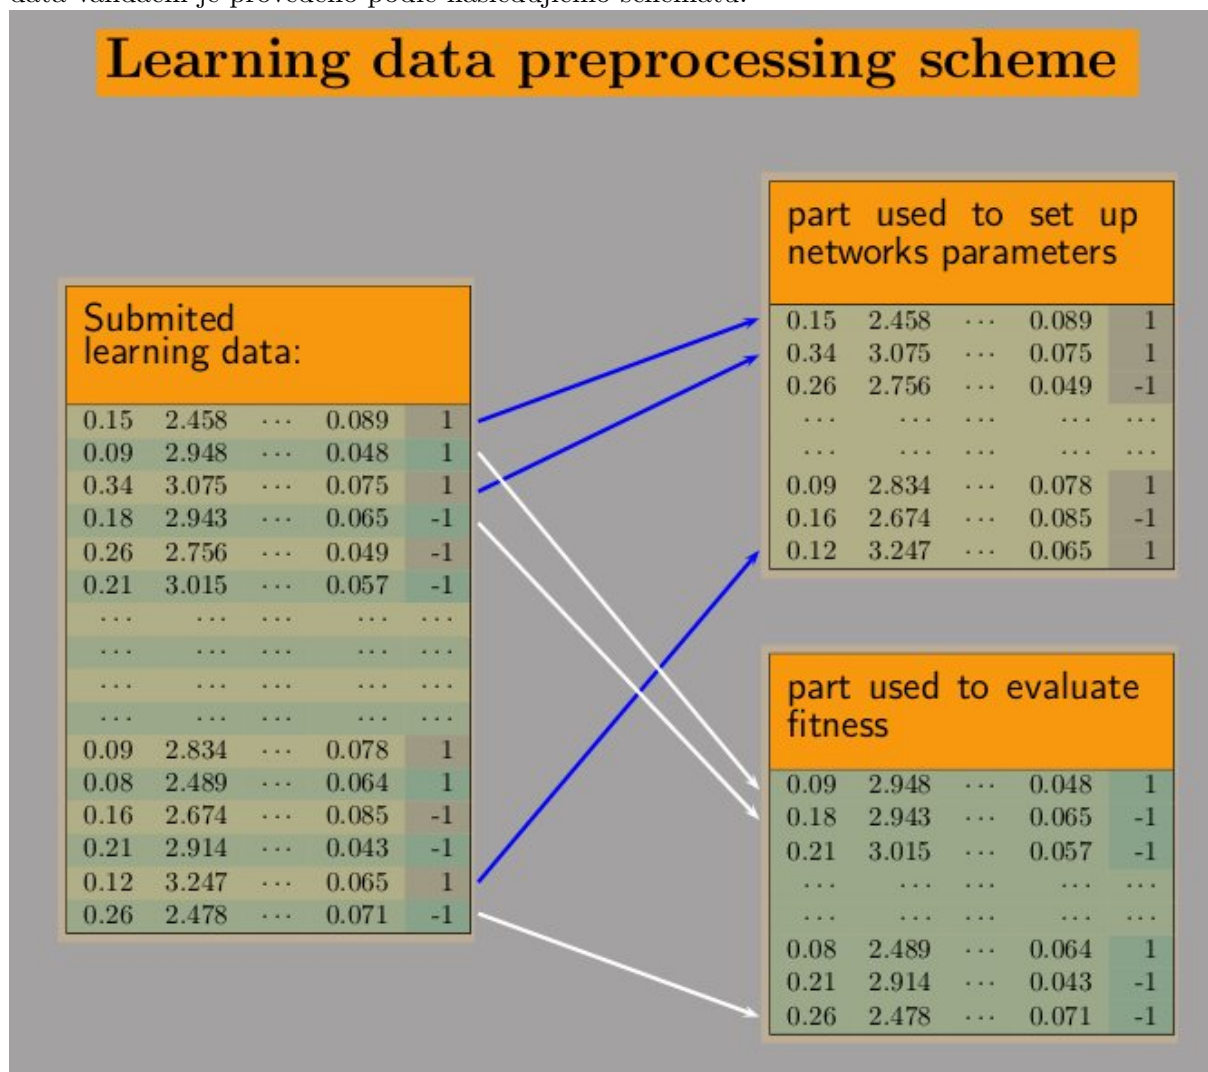 data validační je provedeno podle následujícího schematu:
Learning data preprocessing scheme
Submited
learning data:
0.15 2.458 ... 0.089 1
0.09 2.948 ... 0.048 1
0.34 3.075 ... 0.075 1
0.18 2.943 ... 0.065 -1
0.26 2.756 ... 0.049 -1
0.21 3.015 ... 0.057 -1
... ... ... ... ...
... ... ... ... ...
... ... ... ... ...
... ... ... ... ...
0.09 2.834 ... 0.078 1
0.08 2.489 ... 0.064 1
0.16 2.674 ... 0.085 -1
0.21 2.914 ... 0.043 -1
0.12 3.247 ... 0.065 1
0.26 2.478 ... 0.071 -1
part used to set up
networks parameters
0.15 2.458 ... 0.089 1
0.34 3.075 ... 0.075 1
0.26 2.756 ... 0.049 -1
... ... ... ... ...
... ... ... ... ...
0.09 2.834 ... 0.078 1
0.16 2.674 ... 0.085 -1
0.12 3.247 ... 0.065 1
part used to evaluate
fitness
0.09 2.948 ... 0.048 1
0.18 2.943 ... 0.065 -1
0.21 3.015 ... 0.057 -1
... ... ... ... ...
... ... ... ... ...
0.08 2.489 ... 0.064 1
0.21 2.914 ... 0.043 -1
0.26 2.478 ... 0.071 -1